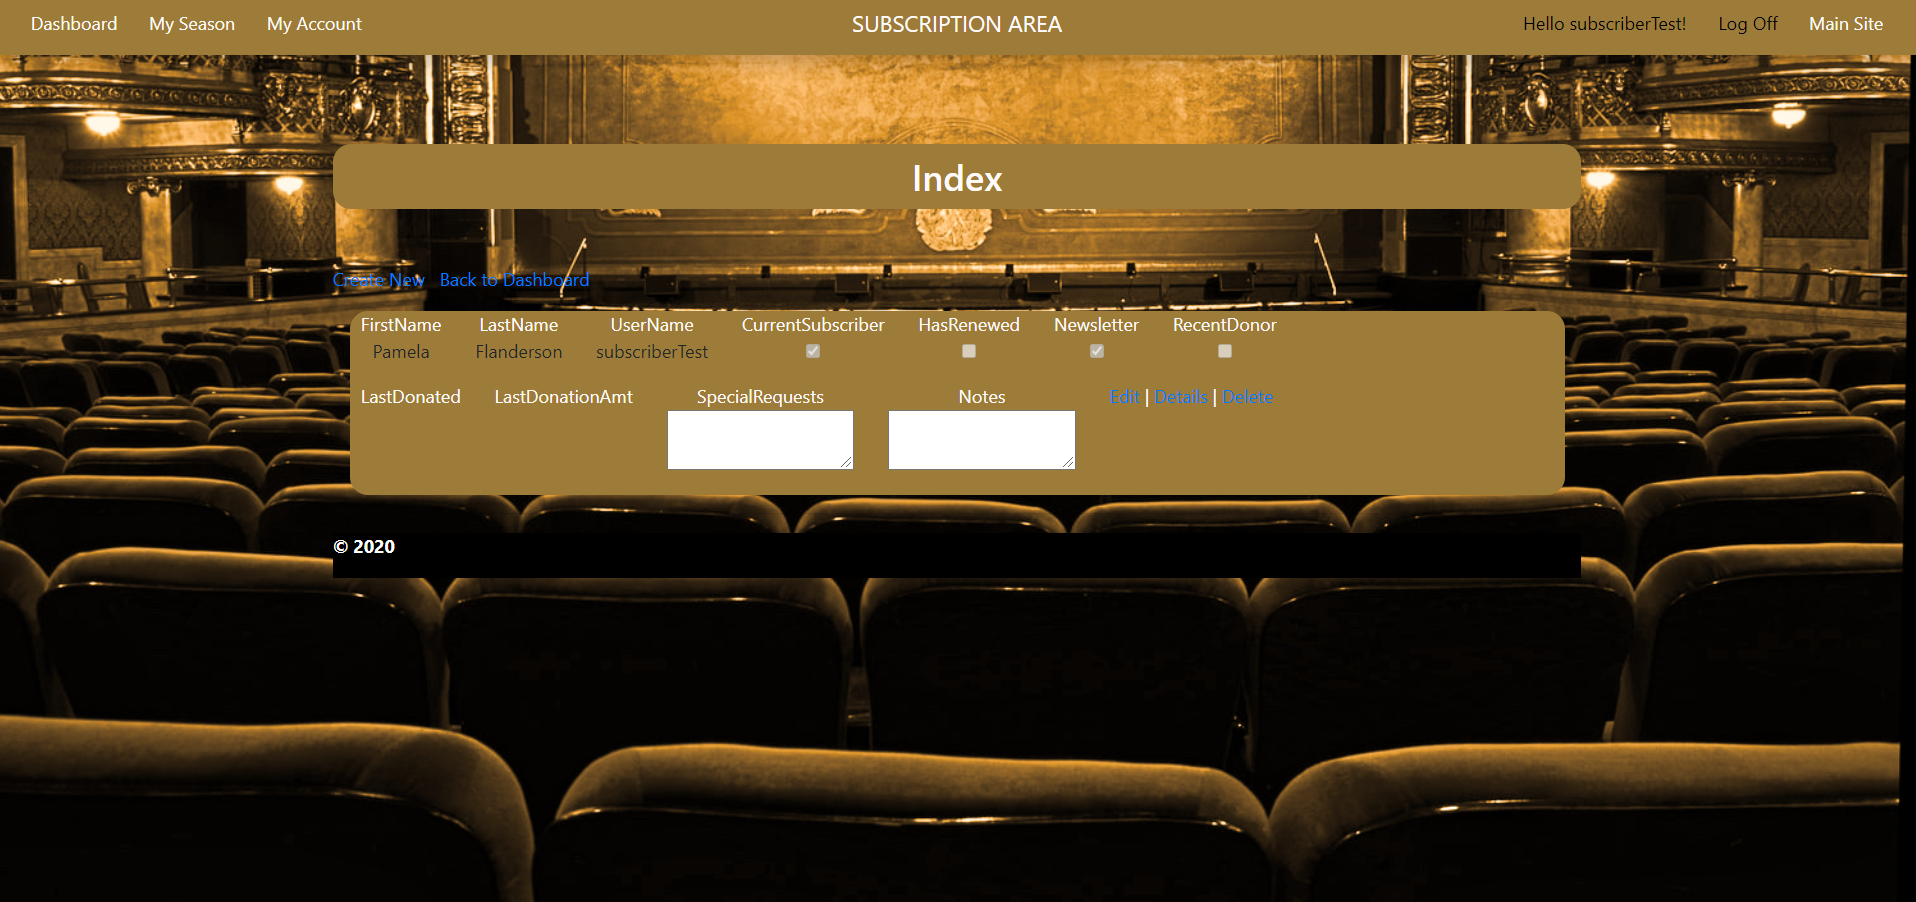 Dashboard My Season My Account SUBSCRIPTION AREA Hello subscriberTest! Log Off Main Site
Index
Create New Back to Dashboard
FirstName LastName UserName CurrentSubscriber HasRenewed Newsletter RecentDonor
Pamela Flanderson subscriberTest
LastDonated LastDonationAmt SpecialRequests Notes Edit | Details | Delete
© 2020